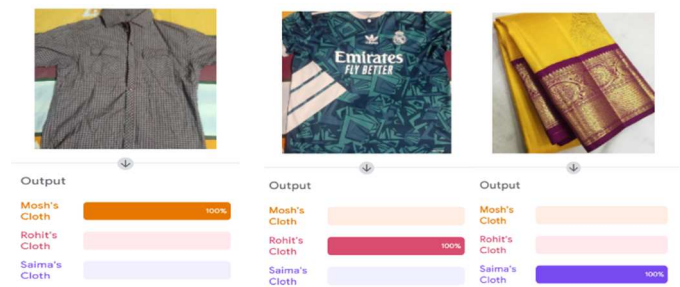 Emirates
FLY BETTER
Output
Mosh's
Cloth
100%
Rohit's
Cloth
Saima's
Cloth
Output
Mosh's
Cloth
Rohit's
Cloth
100%
Saima's
Cloth
Output
Mosh's
Cloth
Rohit's
Cloth
Saima's
Cloth
100%